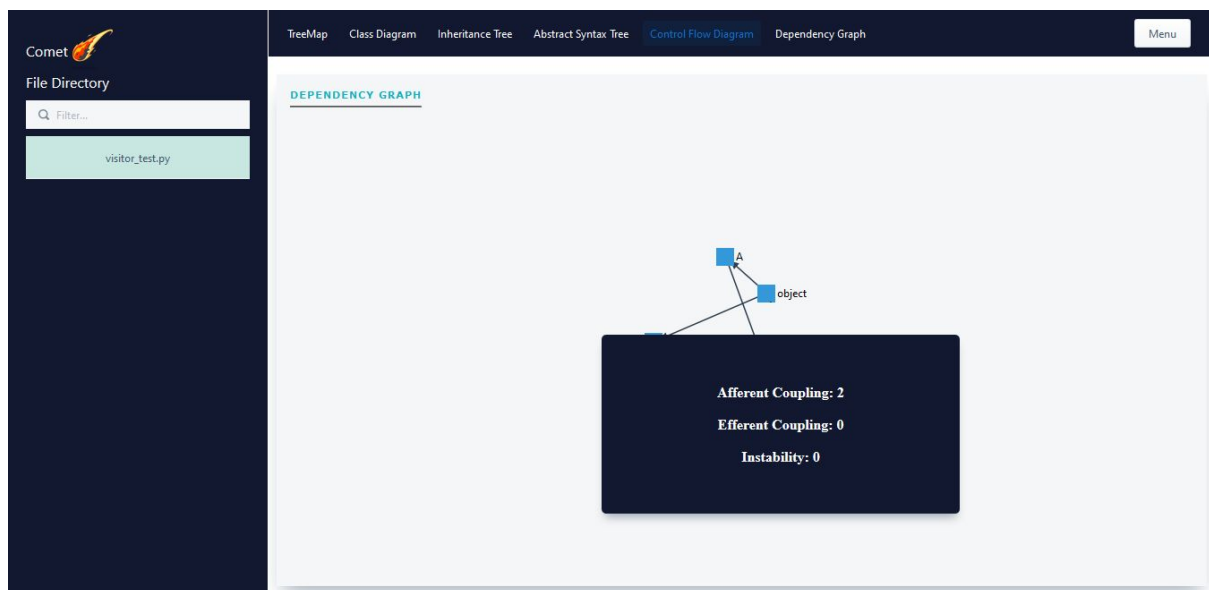 Comet
File Directory
Filter...
visitor_test.py
TreeMap Class Diagram Inheritance Tree Abstract Syntax Tree Control Flow Diagram Dependency Graph Menu
DEPENDENCY GRAPH
A
object
Afferent Coupling: 2
Efferent Coupling: 0
Instability: 0